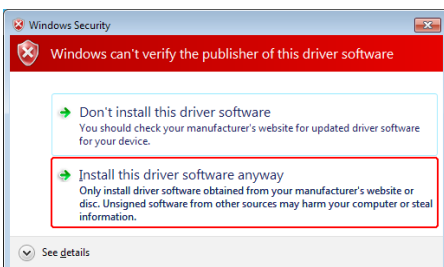 Windows Security
Windows can't verify the publisher of this driver software
Don't install this driver software
You should check your manufacturer's website for updated driver software
for your device.
Install this driver software anyway
Only install driver software obtained from your manufacturer's website or
disc. Unsigned software from other sources may harm your computer or steal
information.
See details